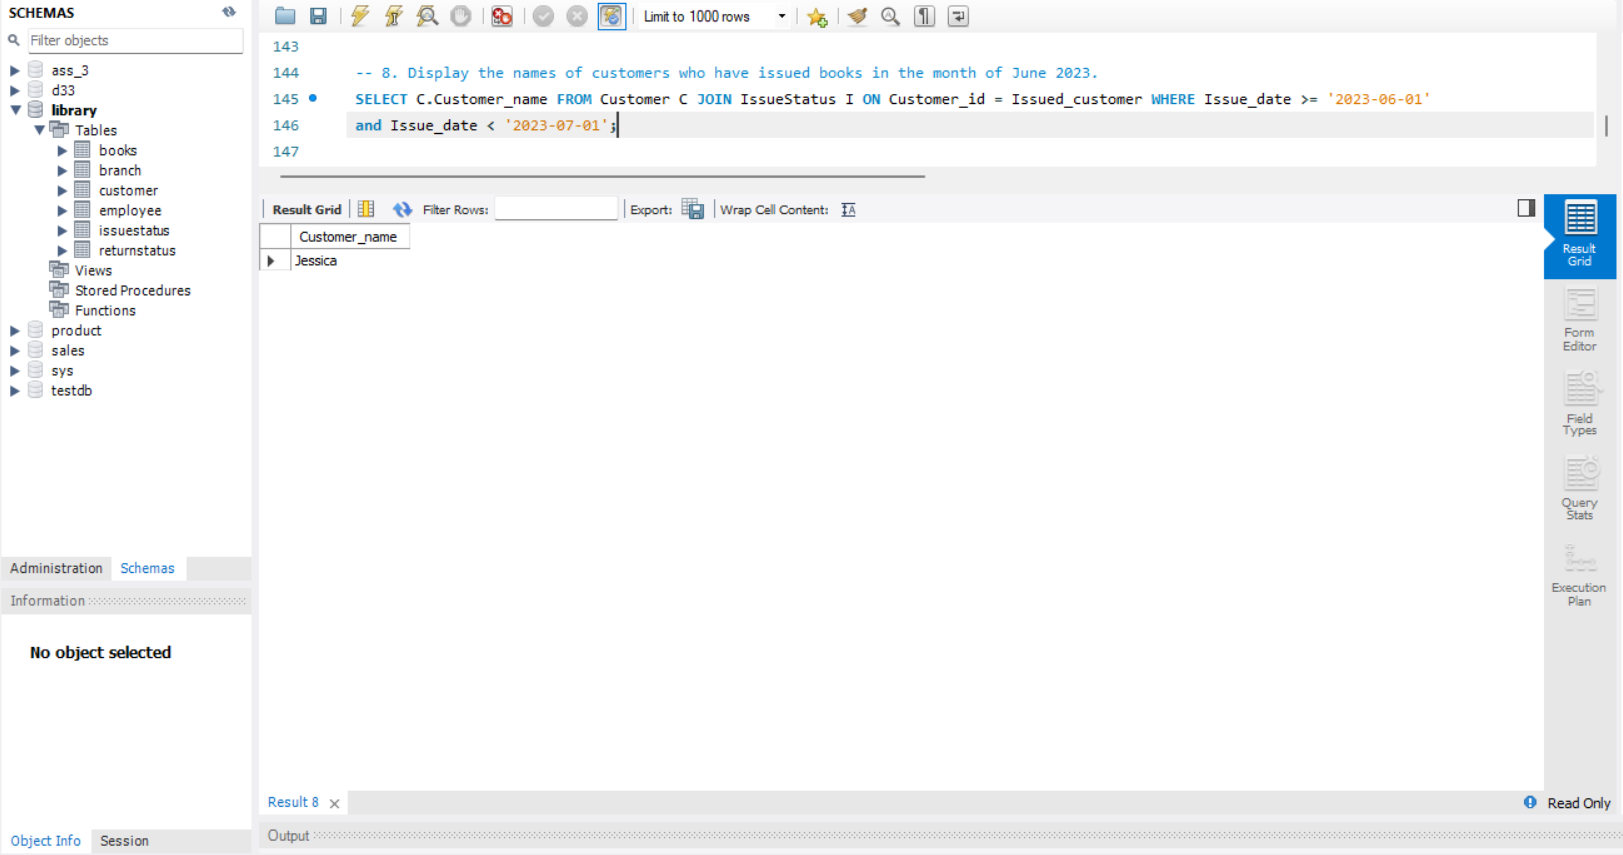 SCHEMAS
Filter objects
ass_3
d33
library
Tables
books
branch
customer
employee
issuestatus
returnstatus
Views
Stored Procedures
Functions
product
sales
sys
testdb
Administration Schemas
Information
No object selected
Object Info Session
Limit to 1000 rows
143
144 -- 8. Display the names of customers who have issued books in the month of June 2023.
145 SELECT C.Customer_name FROM Customer C JOIN IssueStatus I ON Customer_id = Issued_customer WHERE Issue_date >= '2023-06-01'
146 and Issue_date < '2023-07-01';
147
Result Grid Filter Rows: Export: Wrap Cell Content: IA
Customer_name
Jessica
Result
Grid
Form
Editor
Field
Types
Query
Stats
Execution
Plan
Result 8
Read Only
Output